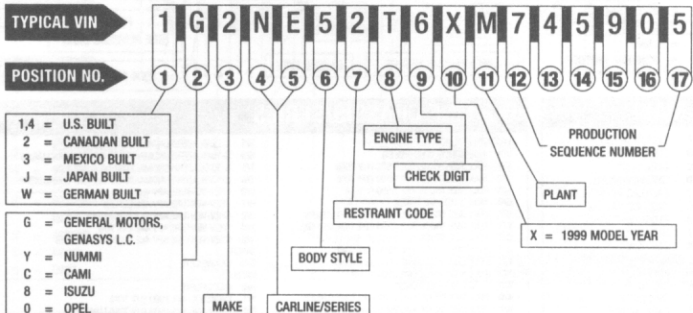 TYPICAL VIN
1 G 2 N E 5 2 T 6 X M 7 4 5 9 0 5
POSITION NO.
1 2 3 4 5 6 7 8 9 10 11 12 13 14 15 16 17
1,4 = U.S. BUILT
2 = CANADIAN BUILT
3 = MEXICO BUILT
J = JAPAN BUILT
W = GERMAN BUILT
G = GENERAL MOTORS,
GENASYS L.C.
Y = NUMMI
C = CAMI
8 = ISUZU
0 = OPEL
MAKE
CARLINE/SERIES
BODY STYLE
RESTRAINT CODE
ENGINE TYPE
CHECK DIGIT
X = 1999 MODEL YEAR
PLANT
PRODUCTION
SEQUENCE NUMBER